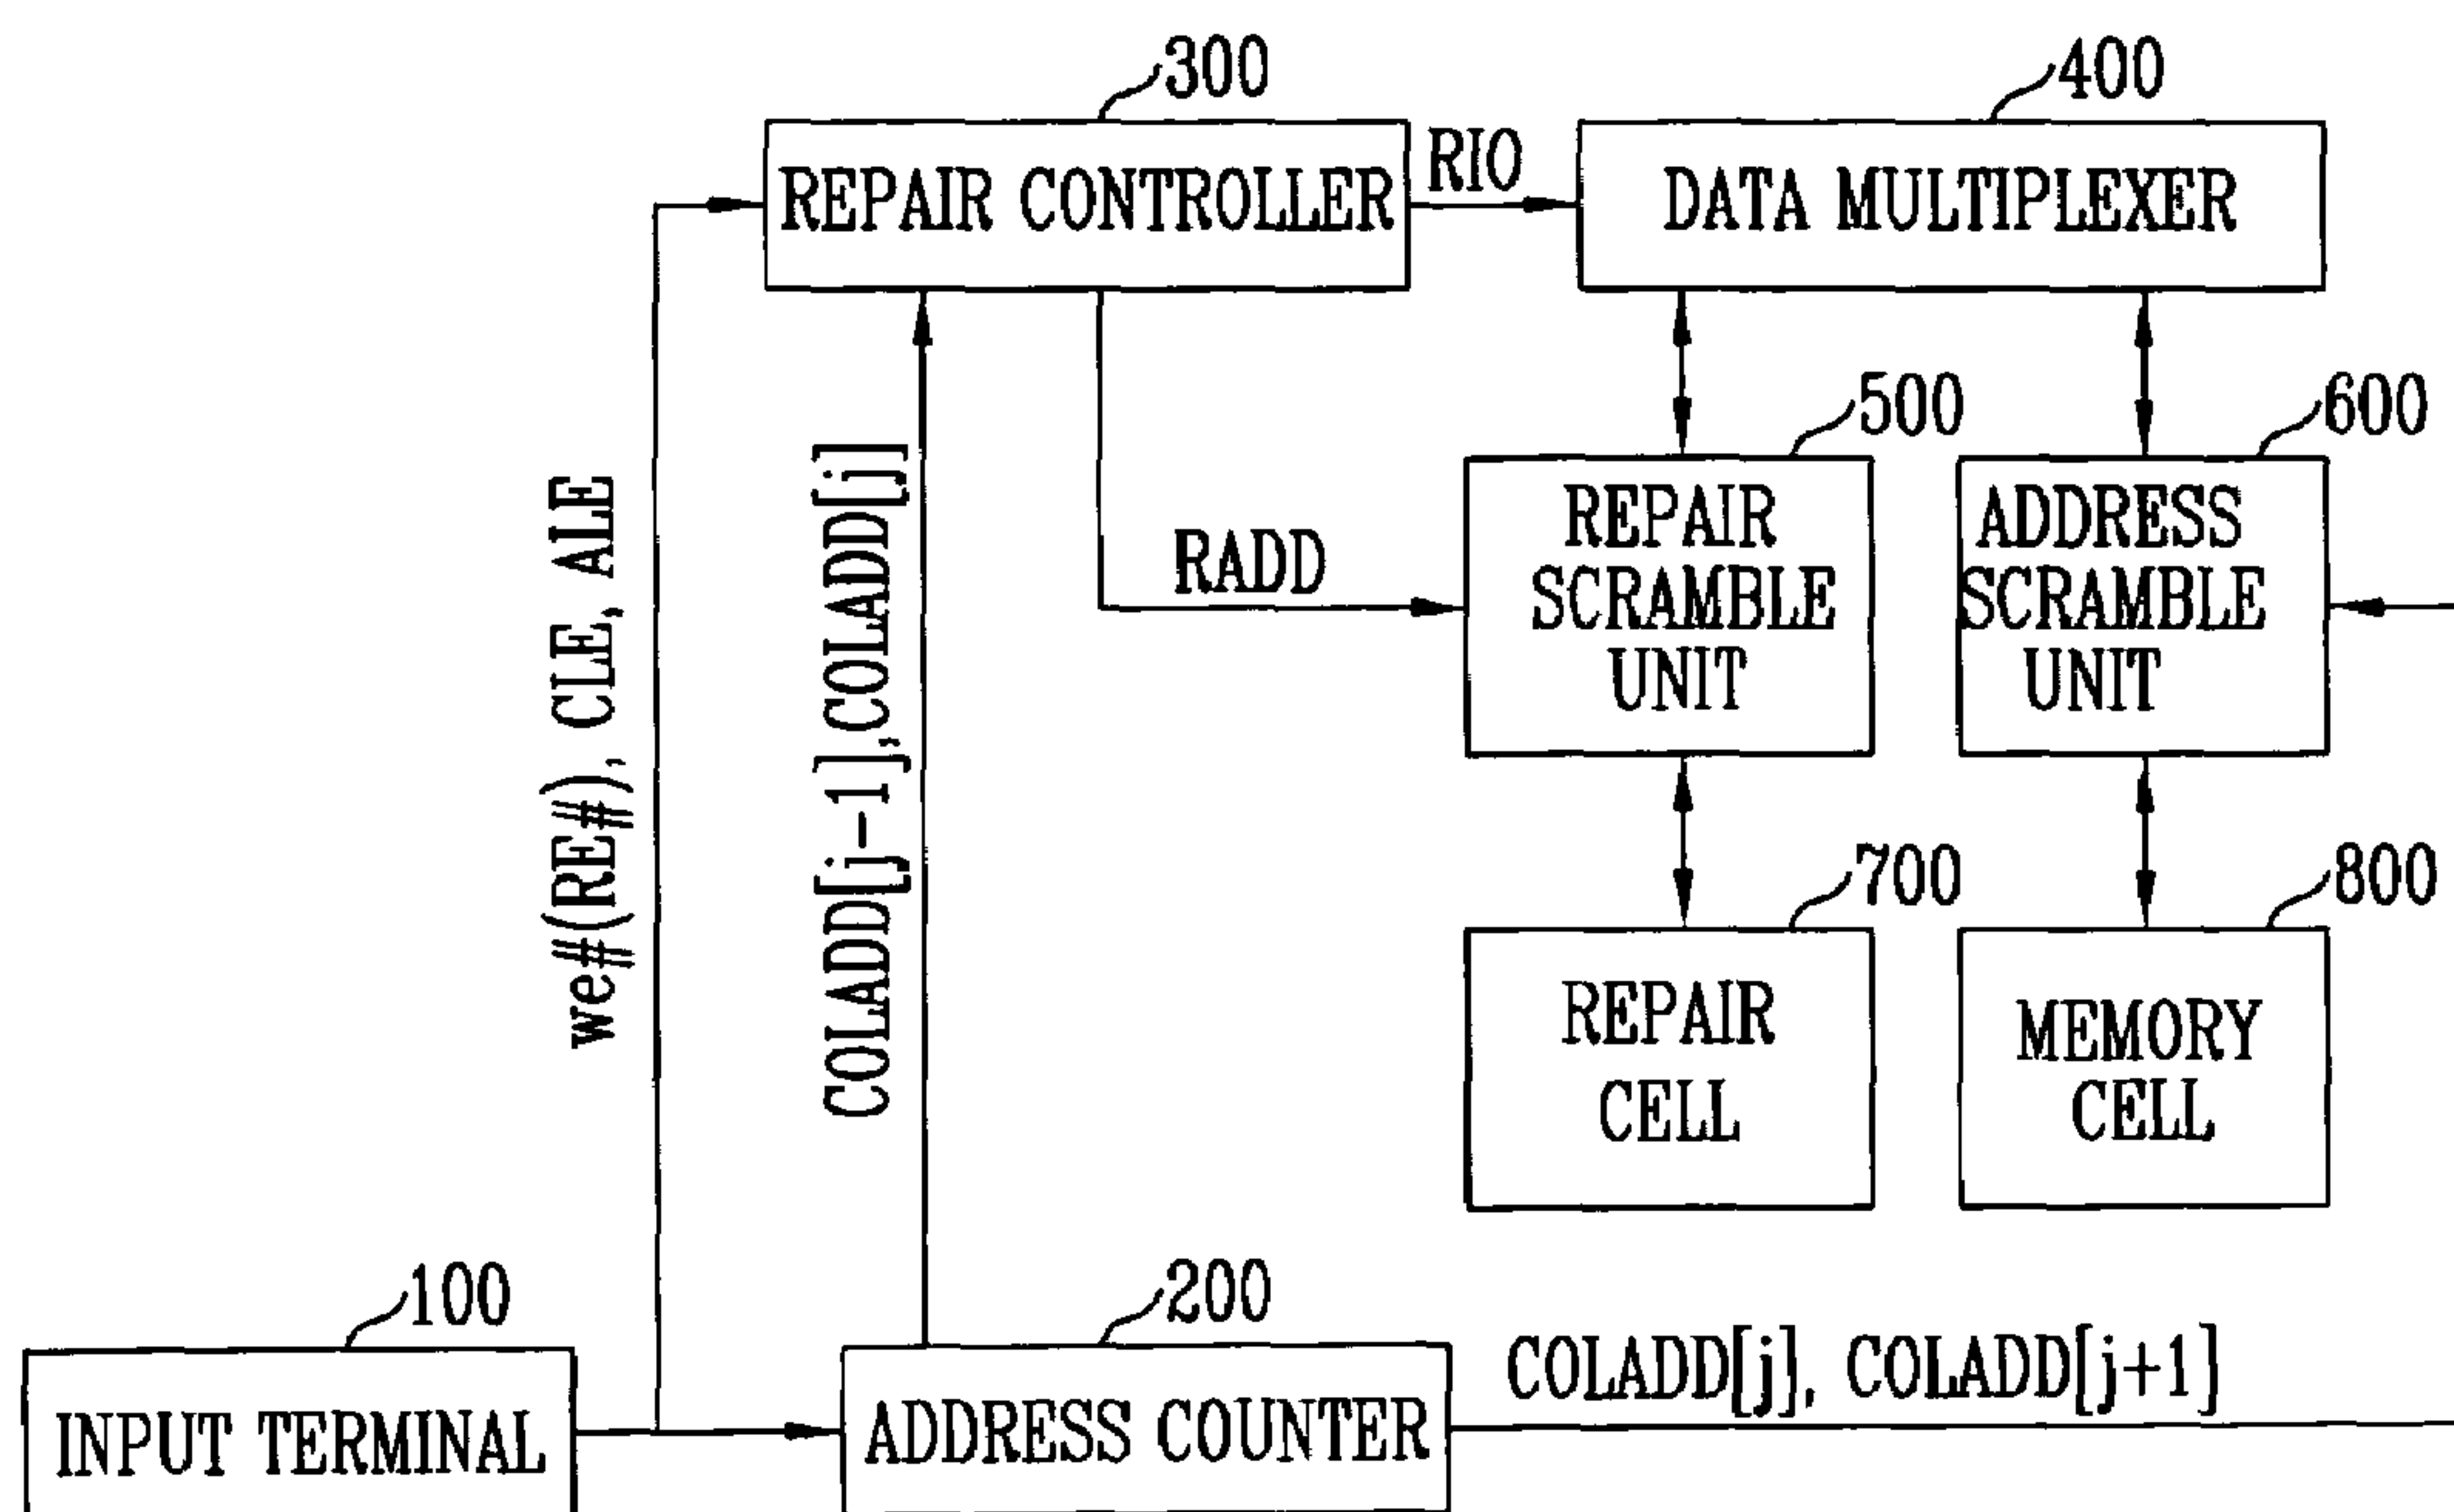 300
400
REPAIR CONTROLLER
RIO
DATA MULTIPLEXER
500
600
we#(RE#), CLE, ALE
COLADD[j-1],COLADD[j]
RADD
REPAIR
SCRAMBLE
UNIT
ADDRESS
SCRAMBLE
UNIT
700
800
REPAIR
CELL
MEMORY
CELL
100
200
INPUT TERMINAL
ADDRESS COUNTER
COLADD[j], COLADD[j+1]